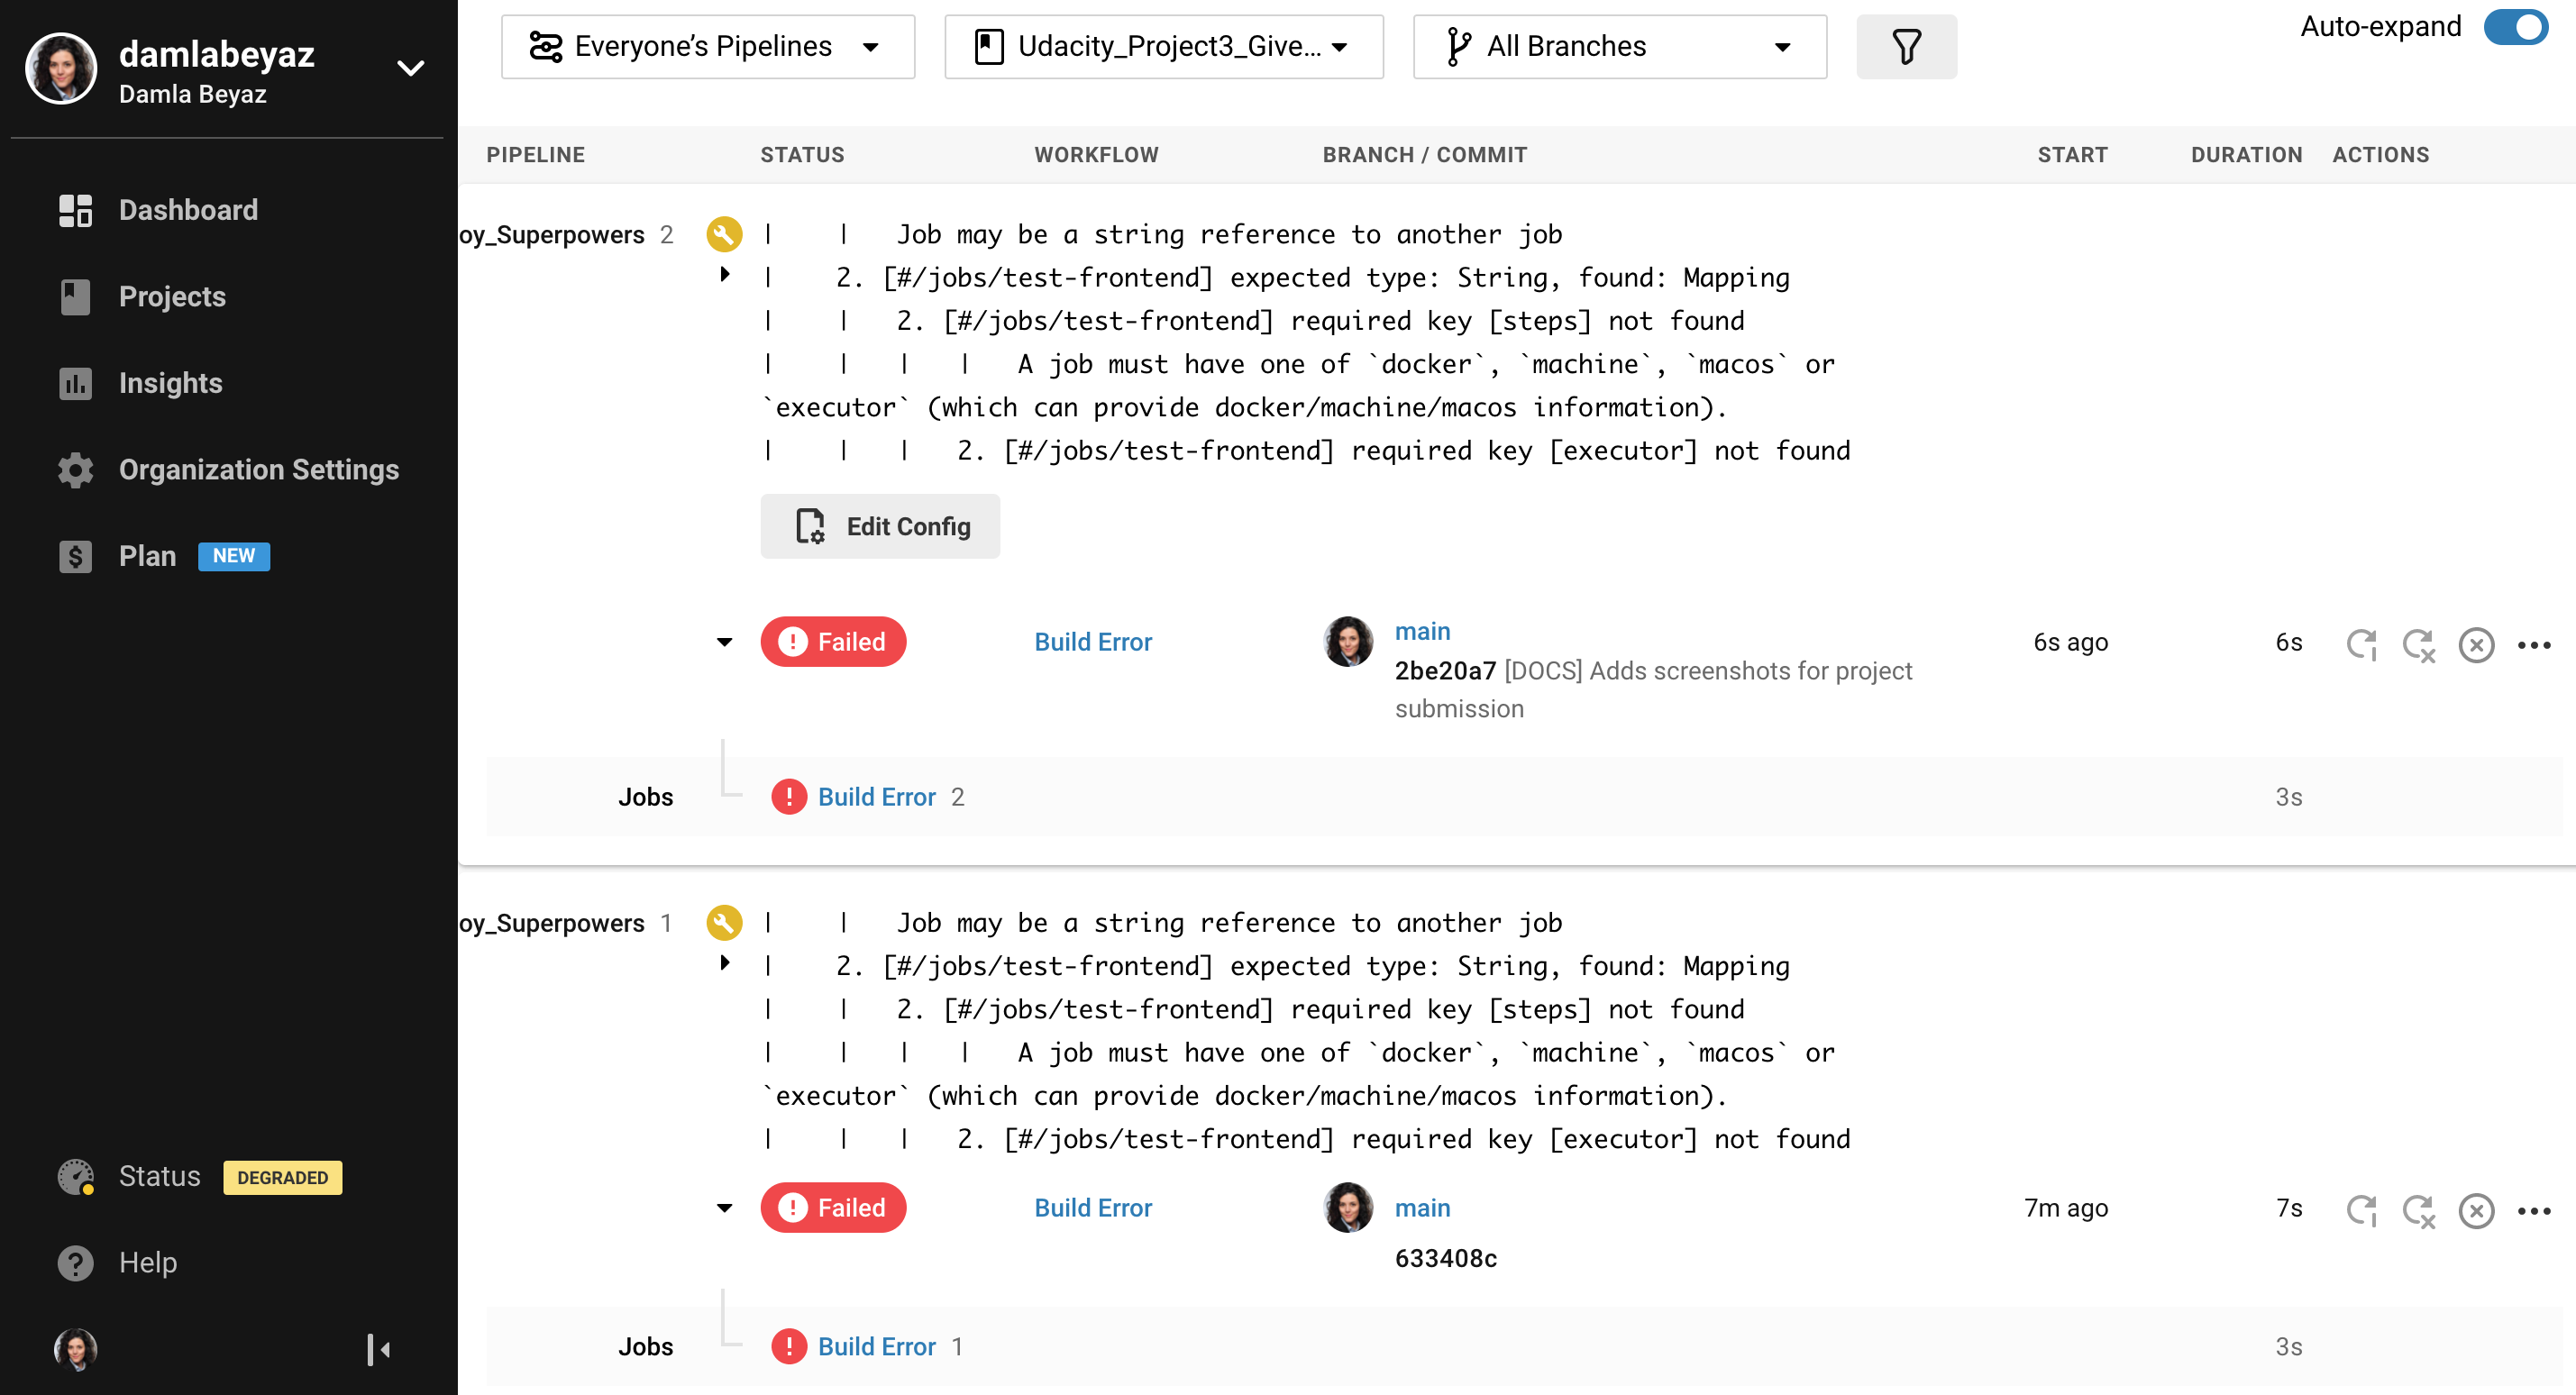 damlabeyaz
Damla Beyaz
Dashboard
Projects
Insights
Organization Settings
Plan NEW
Status DEGRADED
Help
Everyone’s Pipelines
Udacity_Project3_Give...
All Branches
Auto-expand
PIPELINE STATUS WORKFLOW BRANCH / COMMIT START DURATION ACTIONS
oy_Superpowers 2
| | Job may be a string reference to another job
| 2. [#/jobs/test-frontend] expected type: String, found: Mapping
| | 2. [#/jobs/test-frontend] required key [steps] not found
| | | | A job must have one of `docker`, `machine`, `macos` or
`executor` (which can provide docker/machine/macos information).
| | | 2. [#/jobs/test-frontend] required key [executor] not found
Edit Config
Failed Build Error main 6s ago 6s
2be20a7 [DOCS] Adds screenshots for project
submission
Jobs Build Error 2 3s
oy_Superpowers 1
| | Job may be a string reference to another job
| 2. [#/jobs/test-frontend] expected type: String, found: Mapping
| | 2. [#/jobs/test-frontend] required key [steps] not found
| | | | A job must have one of `docker`, `machine`, `macos` or
`executor` (which can provide docker/machine/macos information).
| | | 2. [#/jobs/test-frontend] required key [executor] not found
Failed Build Error main 7m ago 7s
633408c
Jobs Build Error 1 3s